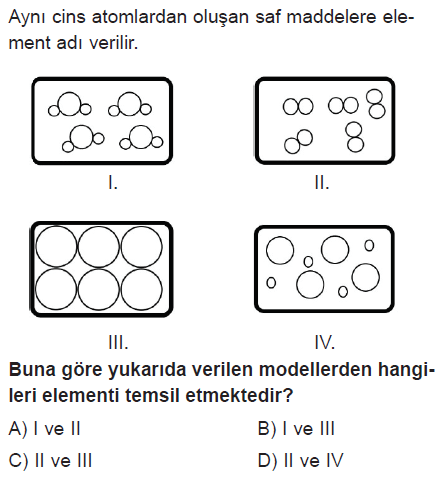 Aynı cins atomlardan oluşan saf maddelere ele-
ment adı verilir.
I.
II.
III.
IV.
Buna göre yukarıda verilen modellerden hangi-
leri elementi temsil etmektedir?
A) I ve II
B) I ve III
C) II ve III
D) II ve IV